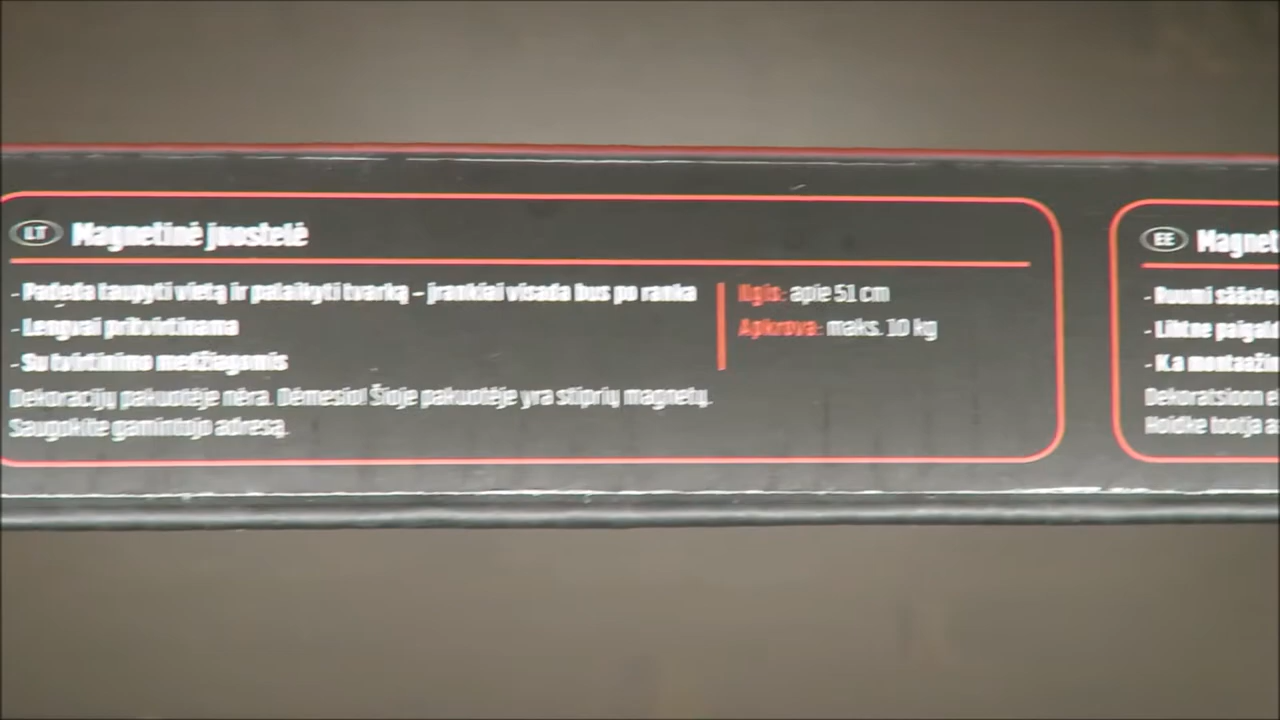 LT Magnetinė juostelė
- Padeda taupyti vietą ir palaikyti tvarką – įrankiai visada bus po ranka
- Lengvai pritvirtinama
- Su tvirtinimo medžiagomis
Dekoracijų pakuotėje nėra. Dėmesio! Šioje pakuotėje yra stiprių magnetų.
Saugokite gamintojo adresą.
Ilgis: apie 51 cm
Apkrova: maks. 10 kg
EE Magnet
- Ruumi sääste
- Lihtne paigal
- K.a montaaži
Dekoratsioon e
Hoidke tootja a